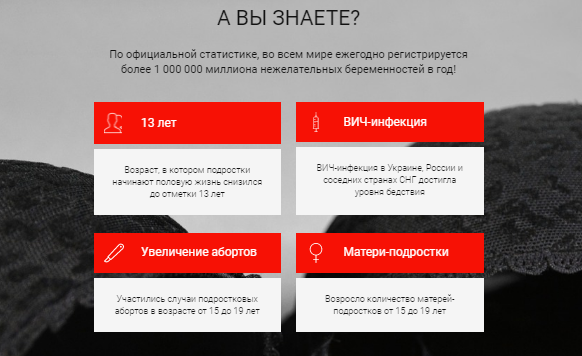 А ВЫ ЗНАЕТЕ?
По официальной статистике, во всем мире ежегодно регистрируется
более 1 000 000 миллиона нежелательных беременностей в год!
13 лет
Возраст, в котором подростки
начинают половую жизнь снизился
до отметки 13 лет
ВИЧ-инфекция
ВИЧ-инфекция в Украине, России и
соседних странах СНГ достигла
уровня бедствия
Увеличение абортов
Участились случаи подростковых
абортов в возрасте от 15 до 19 лет
Матери-подростки
Возросло количество матерей-
подростков от 15 до 19 лет